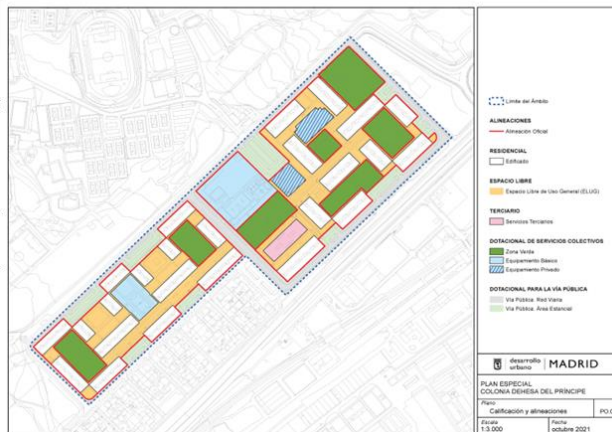 Límite del Ámbito
ALINEACIONES
Alineación Oficial
RESIDENCIAL
Edificado
ESPACIO LIBRE
Espacio Libre de Uso General (ELUG)
TERCIARIO
Servicios Terciarios
DOTACIONAL DE SERVICIOS COLECTIVOS
Zona Verde
Equipamiento Básico
Equipamiento Privado
DOTACIONAL PARA LA VÍA PÚBLICA
Vía Pública. Red Viaria
Vía Pública. Área Estancial
desarrollo
urbano
MADRID
PLAN ESPECIAL
COLONIA DEHESA DEL PRÍNCIPE
Plano
Calificación y alineaciones
Escala
1:3.000
Fecha
octubre 2021